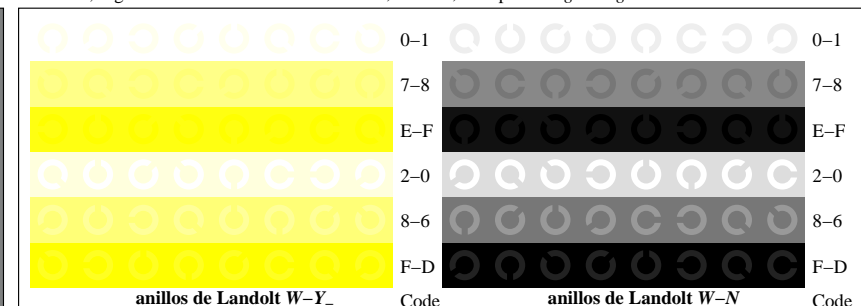 0–1 0–1
7–8 7–8
E–F E–F
2–0 2–0
8–6 8–6
F–D F–D
anillos de Landolt W–Y_ Code anillos de Landolt W–N Code